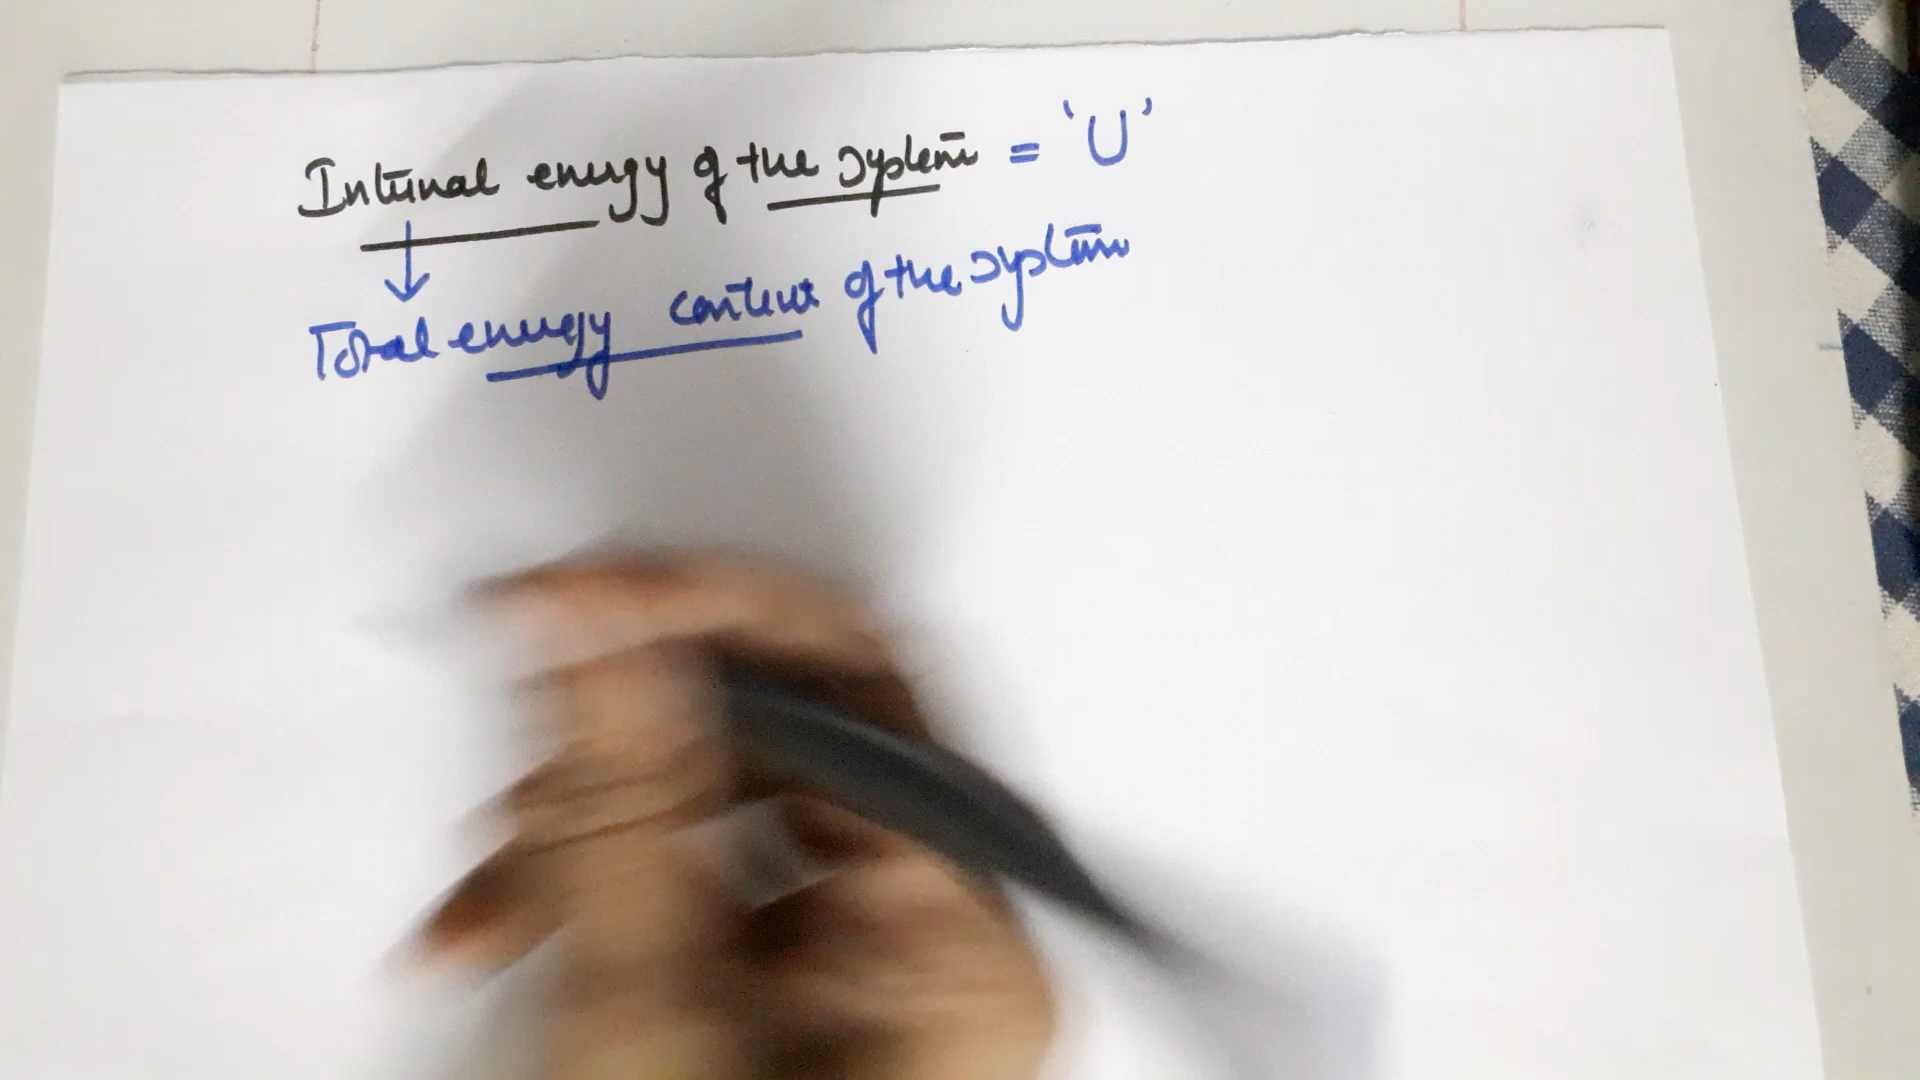 Internal energy of the system = 'U'
↓
Total energy content of the system